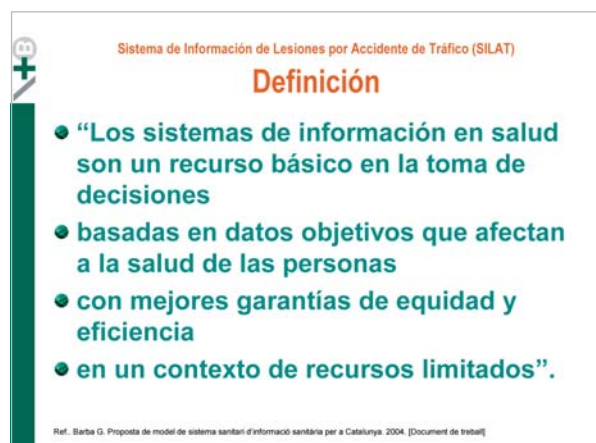 Sistema de Información de Lesiones por Accidente de Tráfico (SILAT)
Definición
“Los sistemas de información en salud
son un recurso básico en la toma de
decisiones
basadas en datos objetivos que afectan
a la salud de las personas
con mejores garantías de equidad y
eficiencia
en un contexto de recursos limitados”.
Ref.. Barba G. Proposta de model de sistema sanitari d'informació sanitària per a Catalunya. 2004. [Document de treball]